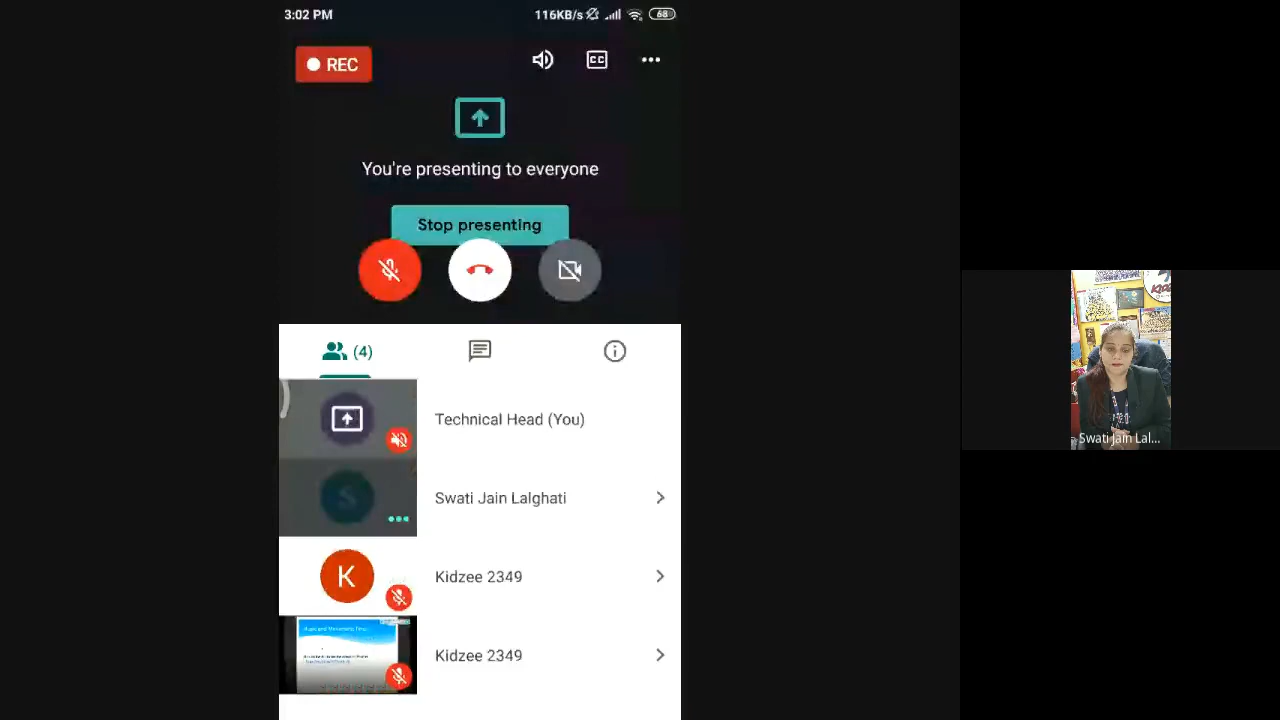 3:02 PM
116KB/s
68
REC
CC
You're presenting to everyone
Stop presenting
(4)
Technical Head (You)
S
Swati Jain Lalghati
K
Kidzee 2349
Kidzee 2349
Swati Jain Lal...